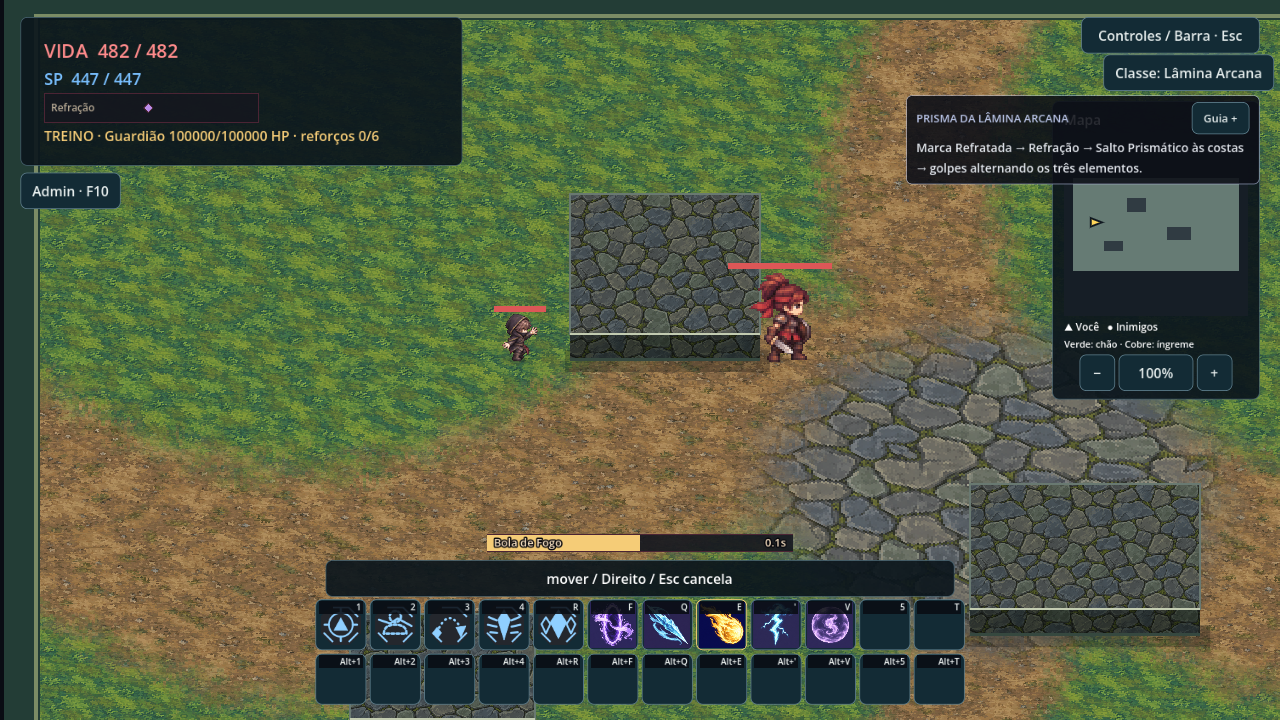 VIDA 482 / 482
SP 447 / 447
Refração
TREINO · Guardião 100000/100000 HP · reforços 0/6
Admin · F10
Controles / Barra · Esc
Classe: Lâmina Arcana
PRISMA DA LÂMINA ARCANA
Mapa
Guia +
Marca Refratada → Refração → Salto Prismático às costas
→ golpes alternando os três elementos.
▲ Você ● Inimigos
Verde: chão · Cobre: íngreme
− 100% +
Bola de Fogo 0.1s
mover / Direito / Esc cancela
1 2 3 4 R F Q E ' V 5 T
Alt+1 Alt+2 Alt+3 Alt+4 Alt+R Alt+F Alt+Q Alt+E Alt+' Alt+V Alt+5 Alt+T